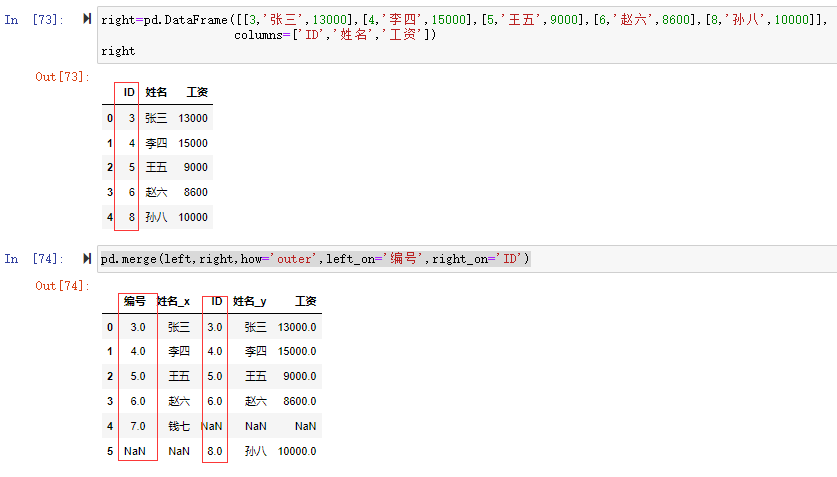 In [73]: right=pd.DataFrame([[3,'张三',13000],[4,'李四',15000],[5,'王五',9000],[6,'赵六',8600],[8,'孙八',10000]],
columns=['ID','姓名','工资'])
right
Out[73]:
ID 姓名 工资
0 3 张三 13000
1 4 李四 15000
2 5 王五 9000
3 6 赵六 8600
4 8 孙八 10000
In [74]: pd.merge(left,right,how='outer',left_on='编号',right_on='ID')
Out[74]:
编号 姓名_x ID 姓名_y 工资
0 3.0 张三 3.0 张三 13000.0
1 4.0 李四 4.0 李四 15000.0
2 5.0 王五 5.0 王五 9000.0
3 6.0 赵六 6.0 赵六 8600.0
4 7.0 钱七 NaN NaN NaN
5 NaN NaN 8.0 孙八 10000.0